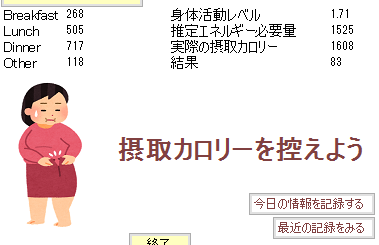 Breakfast 268
Lunch 505
Dinner 717
Other 118
身体活動レベル 1.71
推定エネルギー必要量 1525
実際の摂取カロリー 1608
結果 83
摂取カロリーを控えよう
今日の情報を記録する
最近の記録をみる
終了